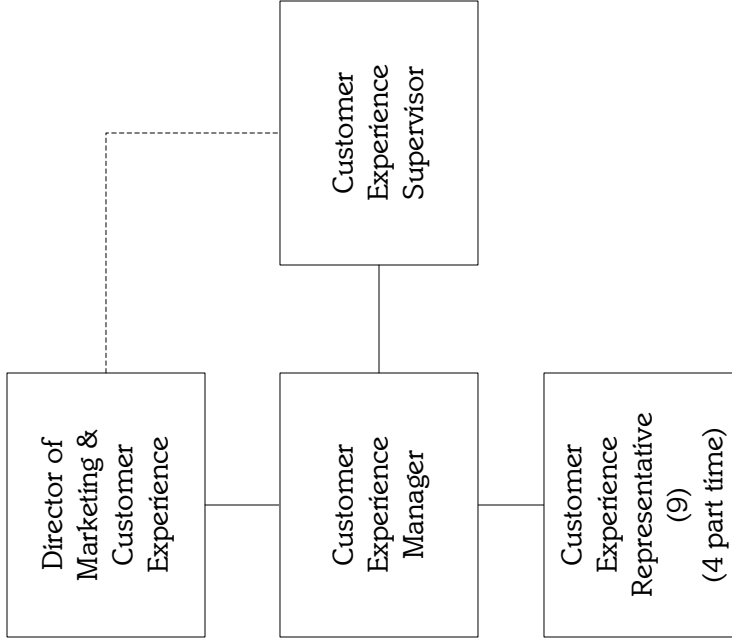 Director of
Marketing &
Customer
Experience
Customer
Experience
Manager
Customer
Experience
Supervisor
Customer
Experience
Representative
(9)
(4 part time)